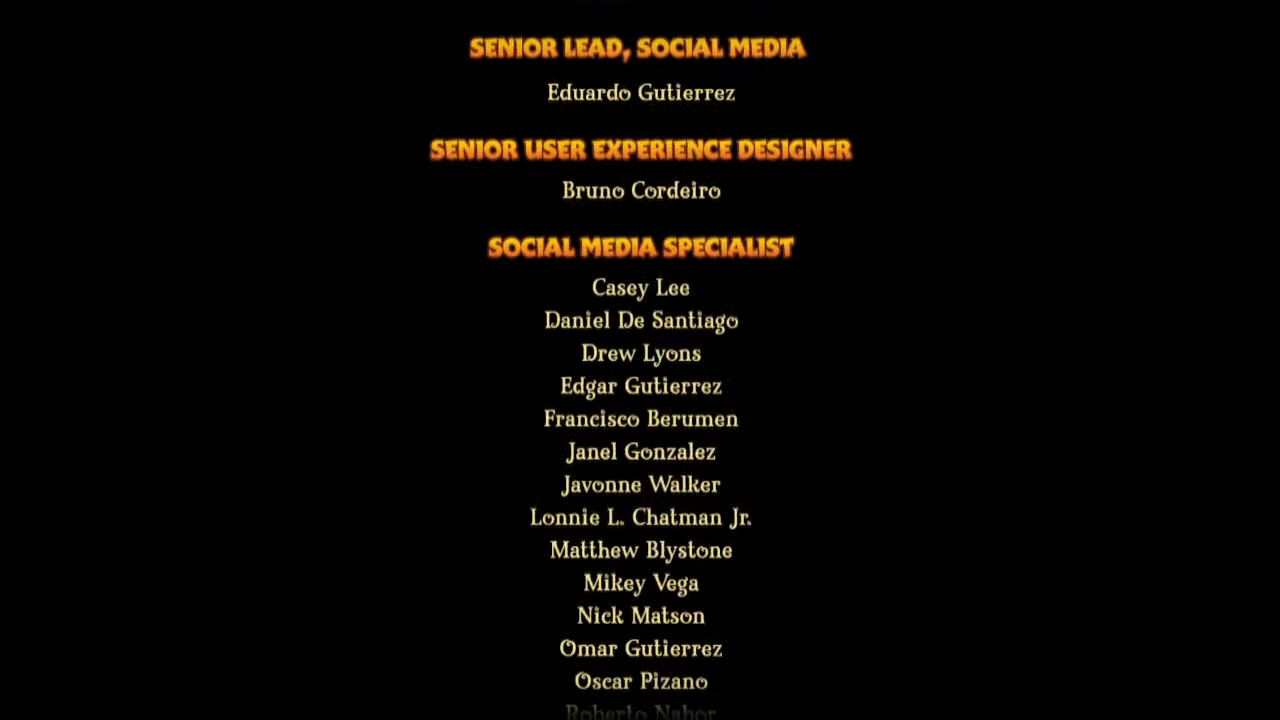 SENIOR LEAD, SOCIAL MEDIA
Eduardo Gutierrez
SENIOR USER EXPERIENCE DESIGNER
Bruno Cordeiro
SOCIAL MEDIA SPECIALIST
Casey Lee
Daniel De Santiago
Drew Lyons
Edgar Gutierrez
Francisco Berumen
Janel Gonzalez
Javonne Walker
Lonnie L. Chatman Jr.
Matthew Blystone
Mikey Vega
Nick Matson
Omar Gutierrez
Oscar Pizano
Roberto Nabor